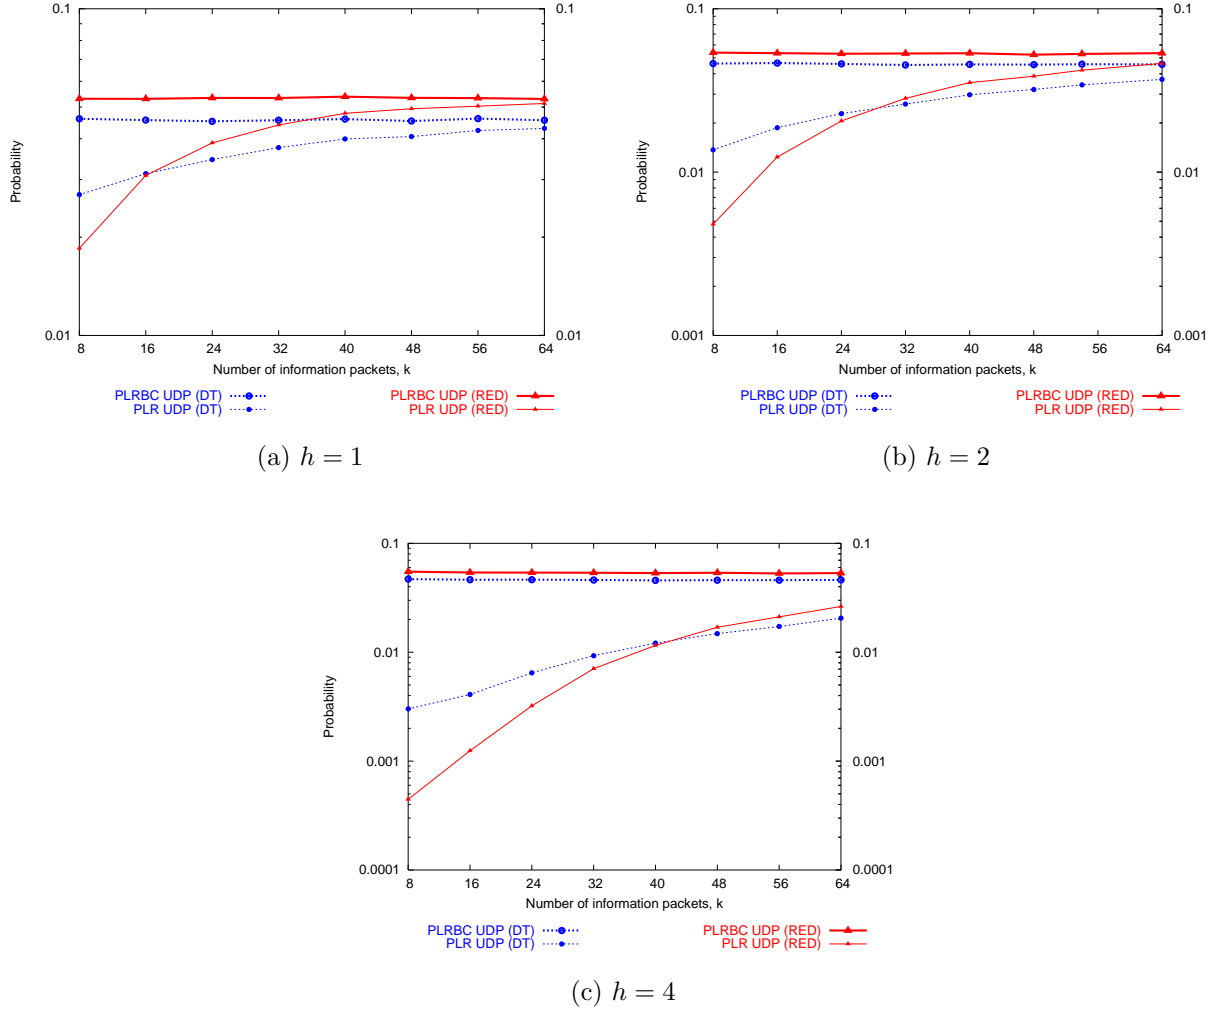 0.1
0.1
Probability
0.01
0.01
8 16 24 32 40 48 56 64
Number of information packets, k
PLRBC UDP (DT)
PLR UDP (DT)
PLRBC UDP (RED)
PLR UDP (RED)
(a) h = 1
0.1
0.1
0.01
0.01
Probability
0.001
0.001
8 16 24 32 40 48 56 64
Number of information packets, k
PLRBC UDP (DT)
PLR UDP (DT)
PLRBC UDP (RED)
PLR UDP (RED)
(b) h = 2
0.1
0.1
0.01
0.01
Probability
0.001
0.001
0.0001
0.0001
8 16 24 32 40 48 56 64
Number of information packets, k
PLRBC UDP (DT)
PLR UDP (DT)
PLRBC UDP (RED)
PLR UDP (RED)
(c) h = 4